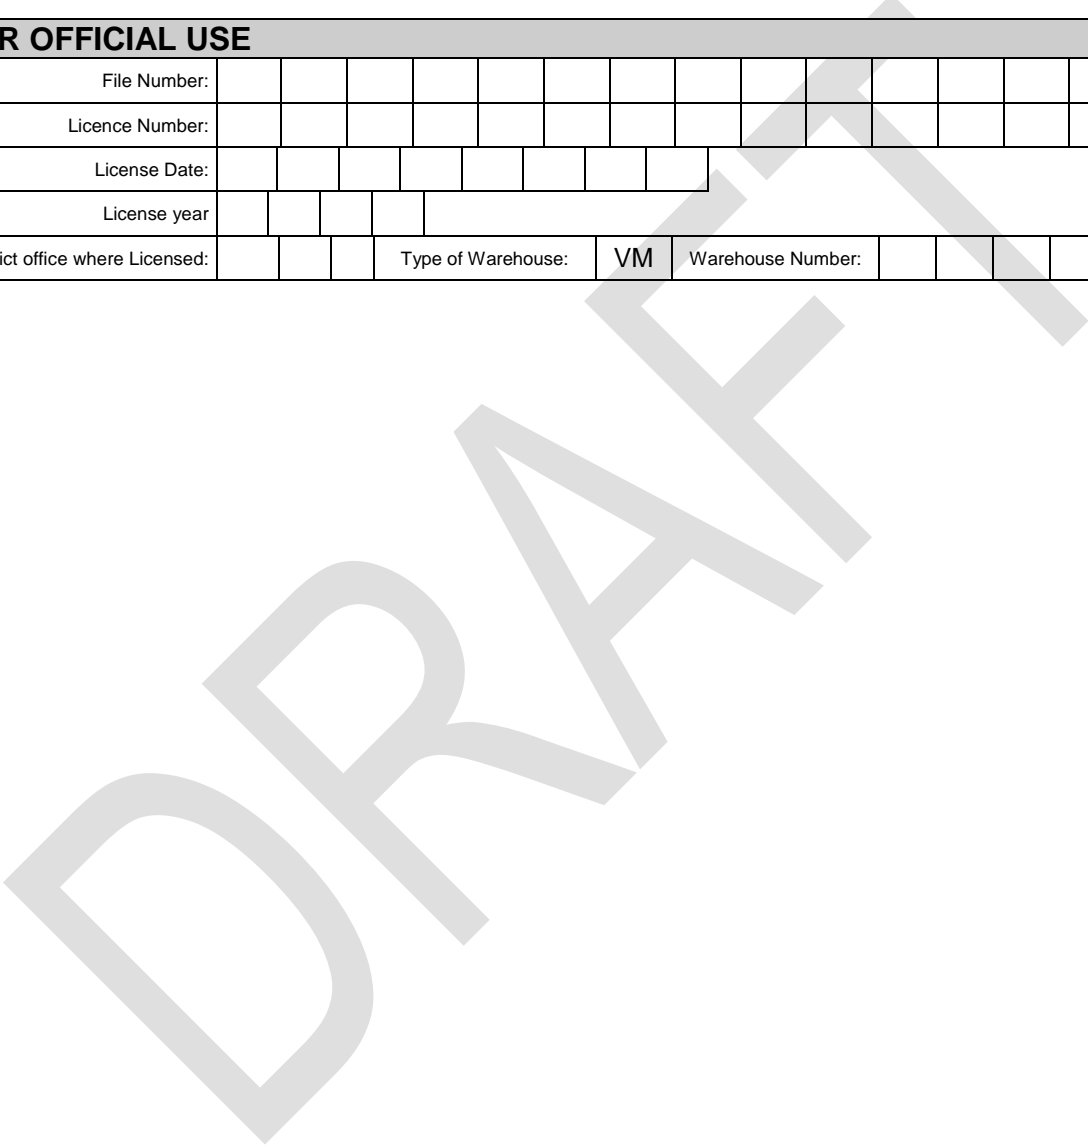 R OFFICIAL USE
File Number:
Licence Number:
License Date:
License year
ict office where Licensed: Type of Warehouse: VM Warehouse Number:
DRAFT